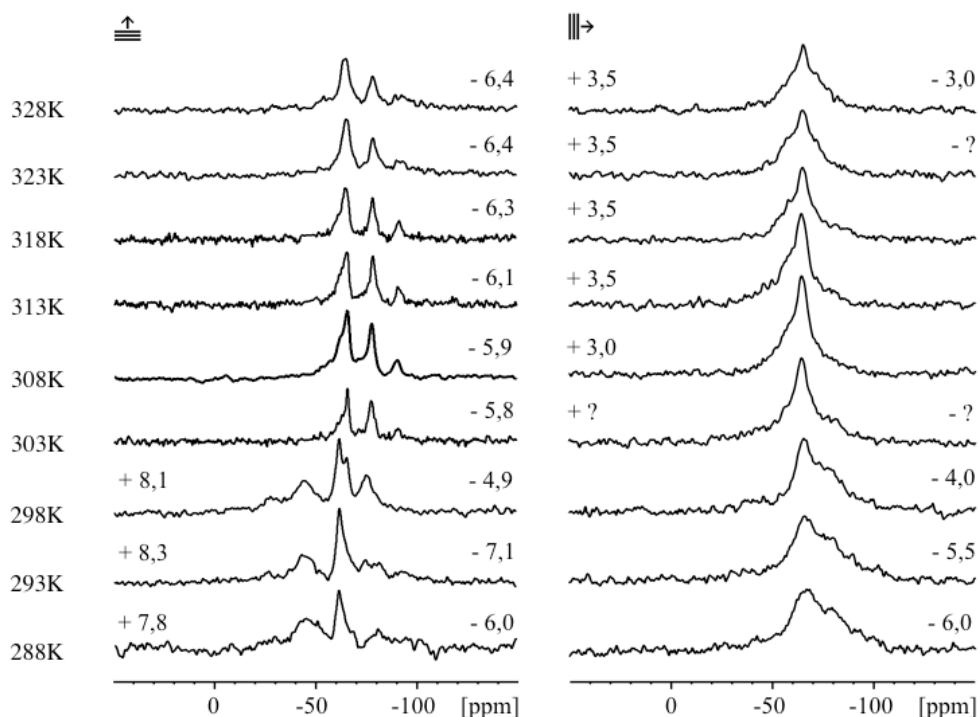 328K - 6,4 + 3,5 - 3,0
323K - 6,4 + 3,5 - ?
318K - 6,3 + 3,5
313K - 6,1 + 3,5
308K - 5,9 + 3,0
303K - 5,8 + ? - ?
298K + 8,1 - 4,9 - 4,0
293K + 8,3 - 7,1 - 5,5
288K + 7,8 - 6,0 - 6,0
0 -50 -100 [ppm] 0 -50 -100 [ppm]